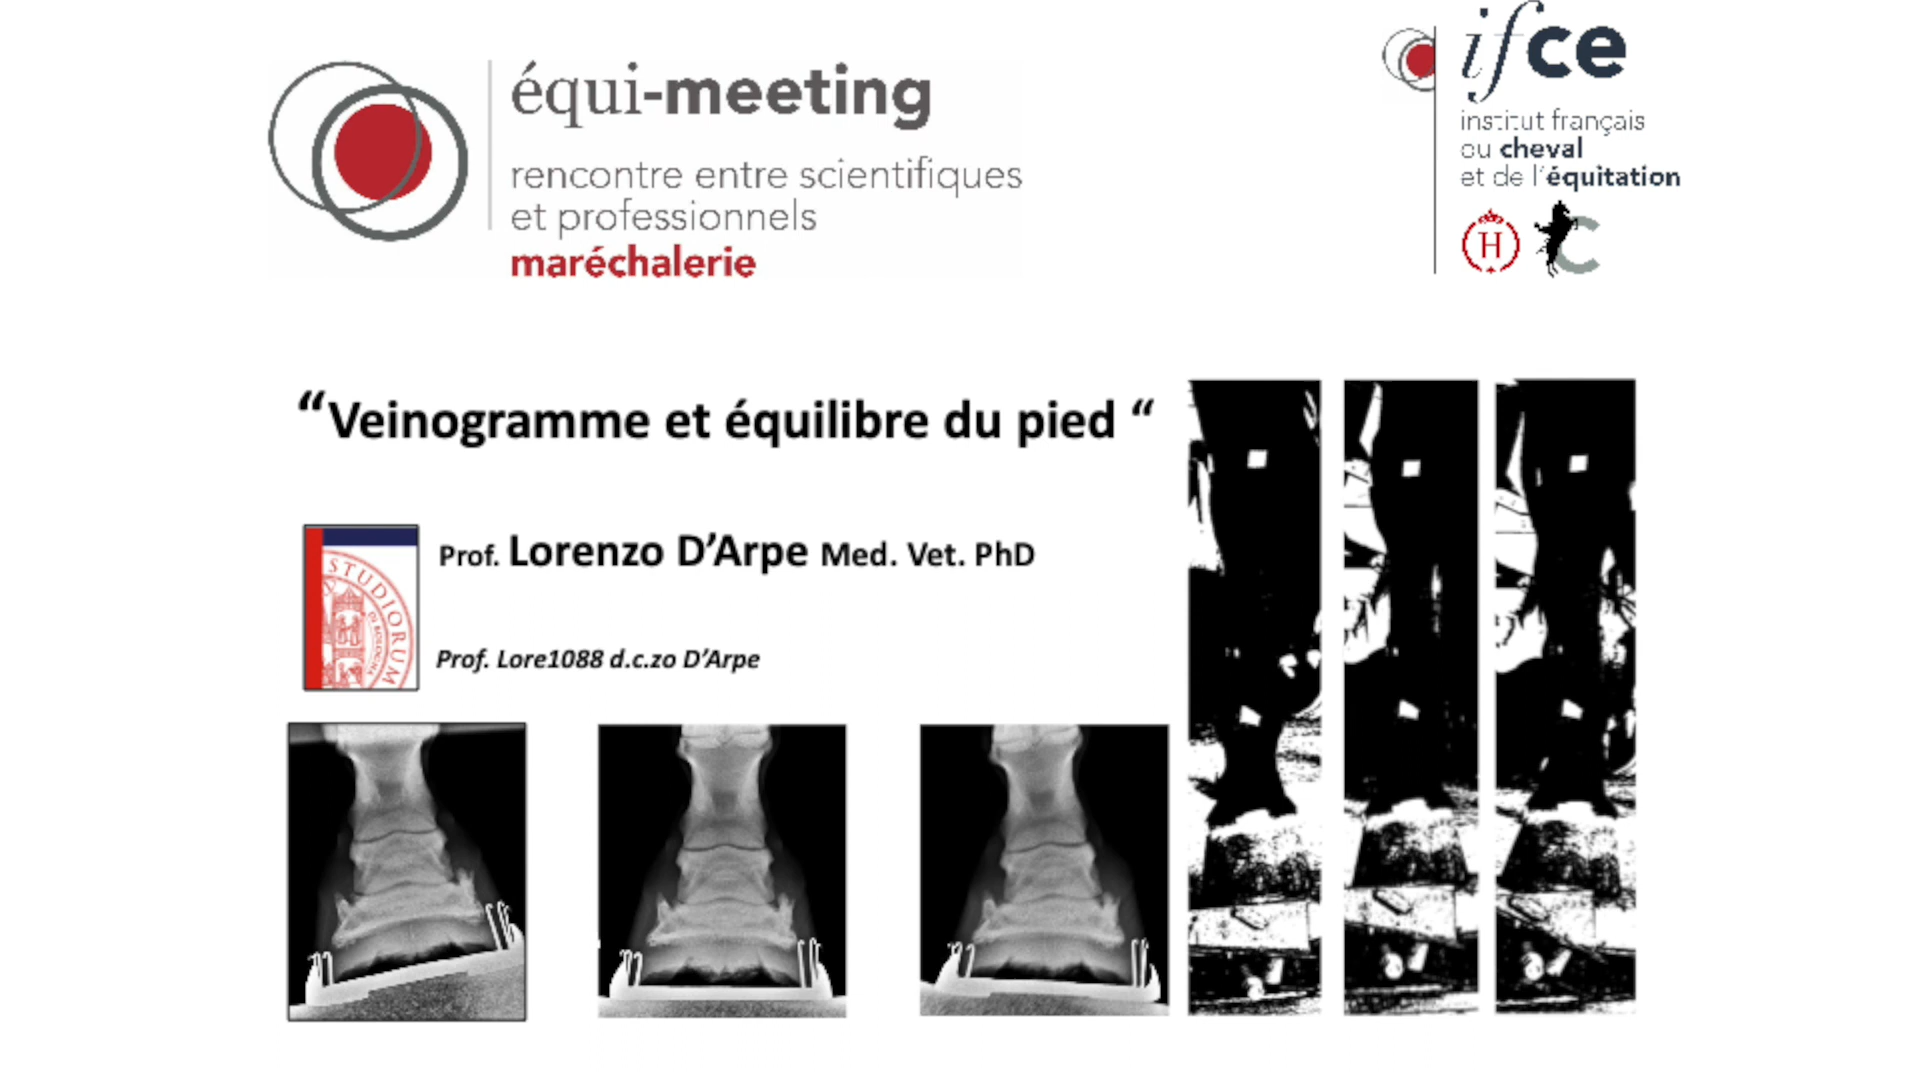 équi-meeting
rencontre entre scientifiques
et professionnels
maréchalerie
ifce
institut français
du cheval
et de l'équitation
H
C
“Veinogramme et équilibre du pied “
Prof. Lorenzo D’Arpe Med. Vet. PhD
STUDIORUM
Prof. Lore1088 d.c.zo D’Arpe